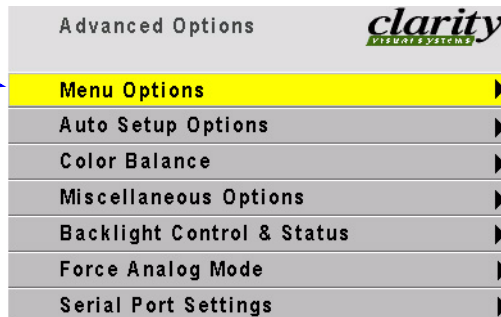 Advanced Options
clarity
VISUAL SYSTEMS
Menu Options
Auto Setup Options
Color Balance
Miscellaneous Options
Backlight Control & Status
Force Analog Mode
Serial Port Settings